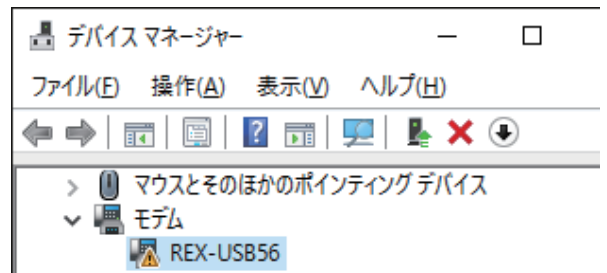 デバイス マネージャー
ファイル(F) 操作(A) 表示(V) ヘルプ(H)
マウスとそのほかのポインティング デバイス
モデム
REX-USB56